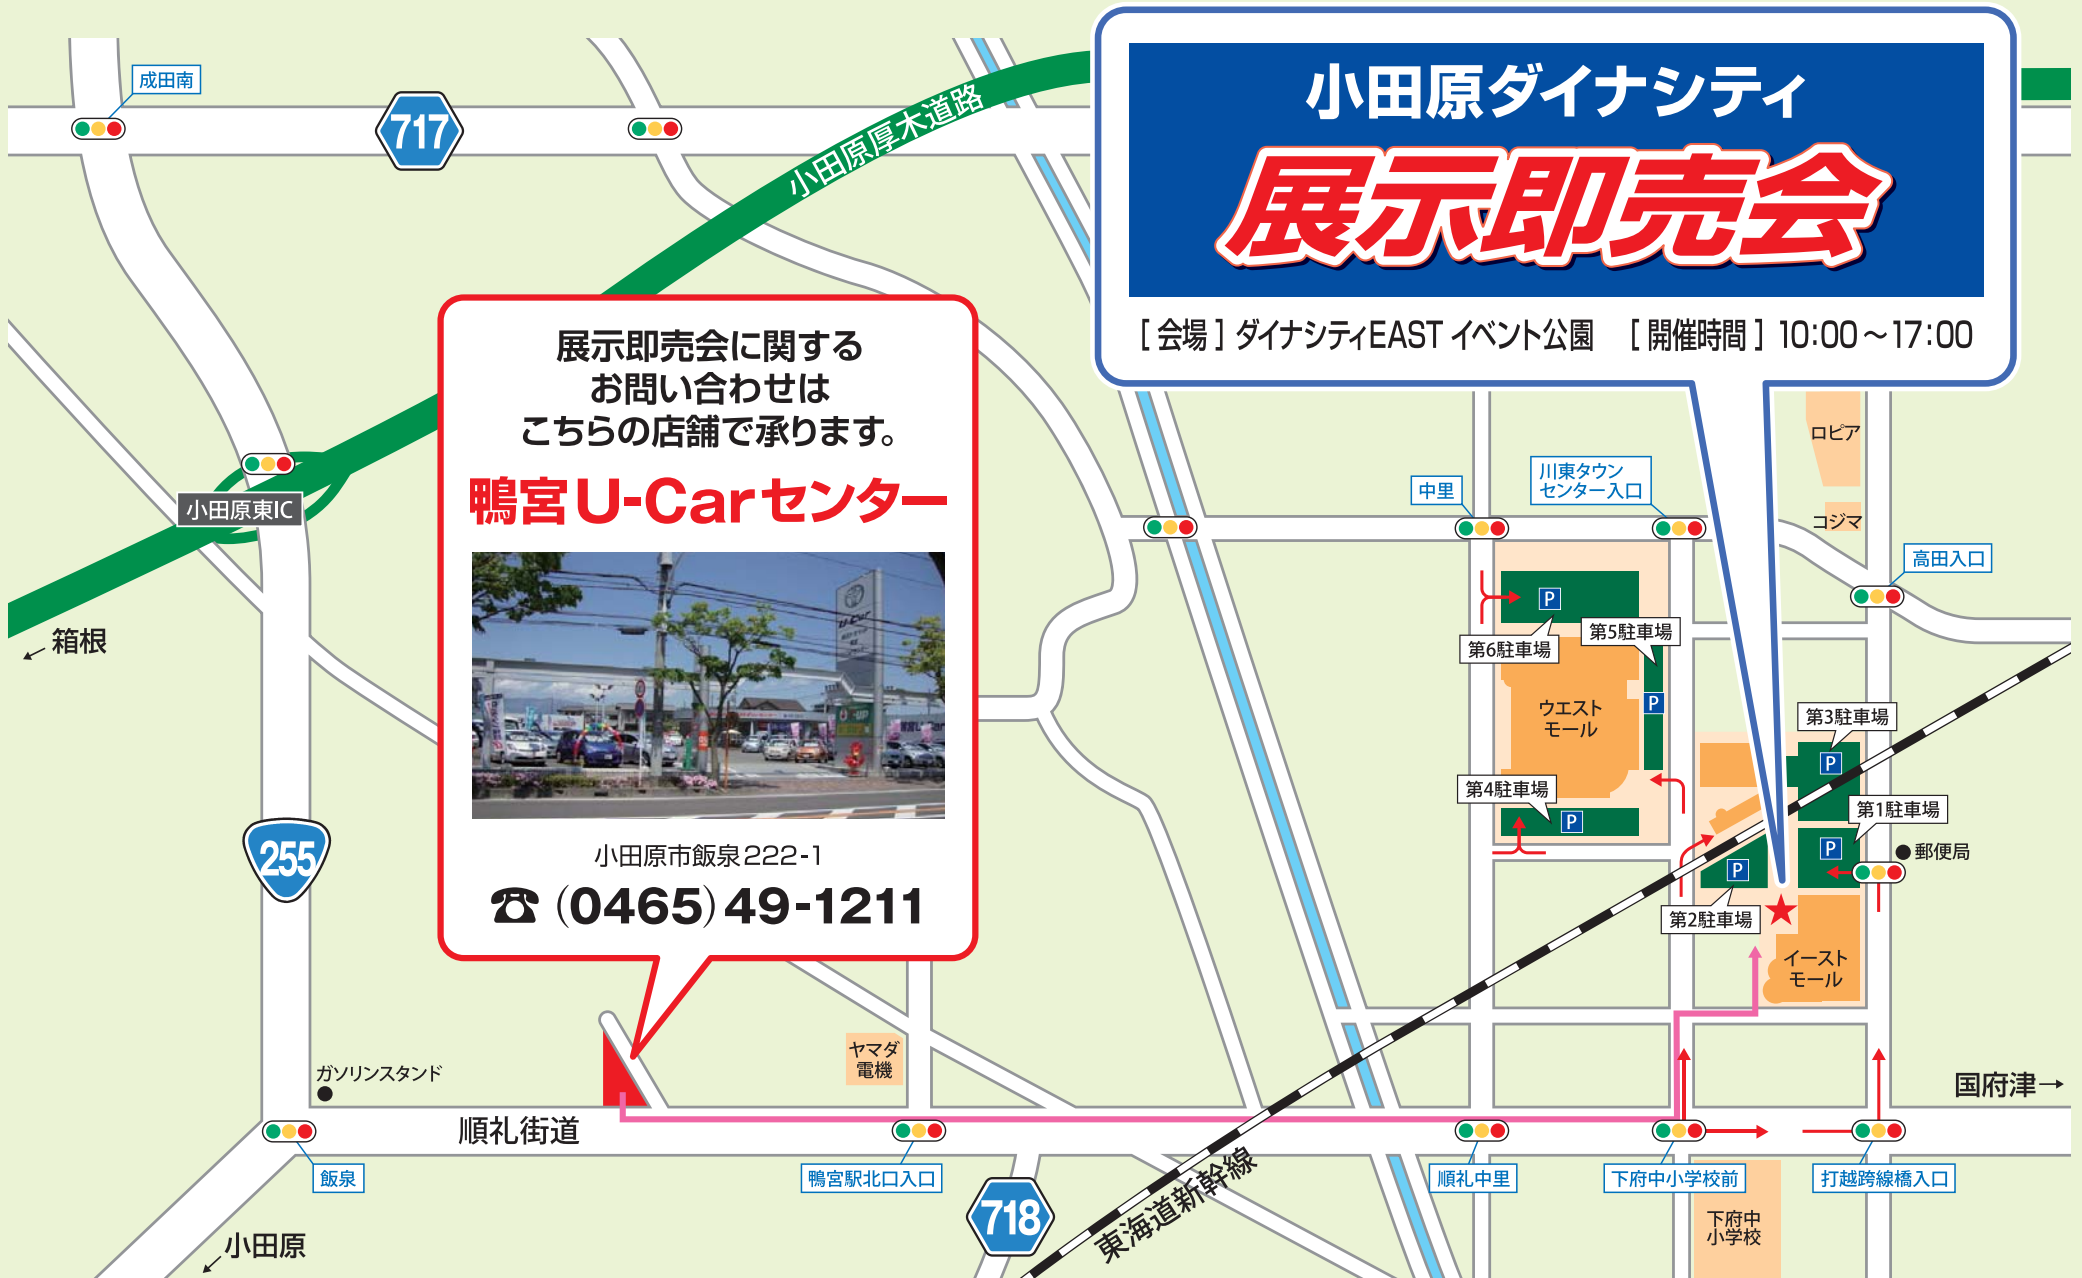 小田原ダイナシティ
展示即売会
[ 会場 ] ダイナシティEAST イベント公園 [ 開催時間 ] 10:00～17:00
成田南
717
小田原厚木道路
展示即売会に関する
お問い合わせは
こちらの店舗で承ります。
鴨宮U-Carセンター
小田原市飯泉222-1
☎(0465)49-1211
小田原東IC
箱根
255
ガソリンスタンド
順礼街道
飯泉
小田原
ヤマダ
電機
鴨宮駅北口入口
718
東海道新幹線
ロピア
コジマ
中里
川東タウン
センター入口
高田入口
P
第6駐車場
第5駐車場
P
ウエスト
モール
第4駐車場
P
第3駐車場
P
第1駐車場
P
郵便局
P
第2駐車場
イースト
モール
国府津
順礼中里
下府中小学校前
打越跨線橋入口
下府中
小学校